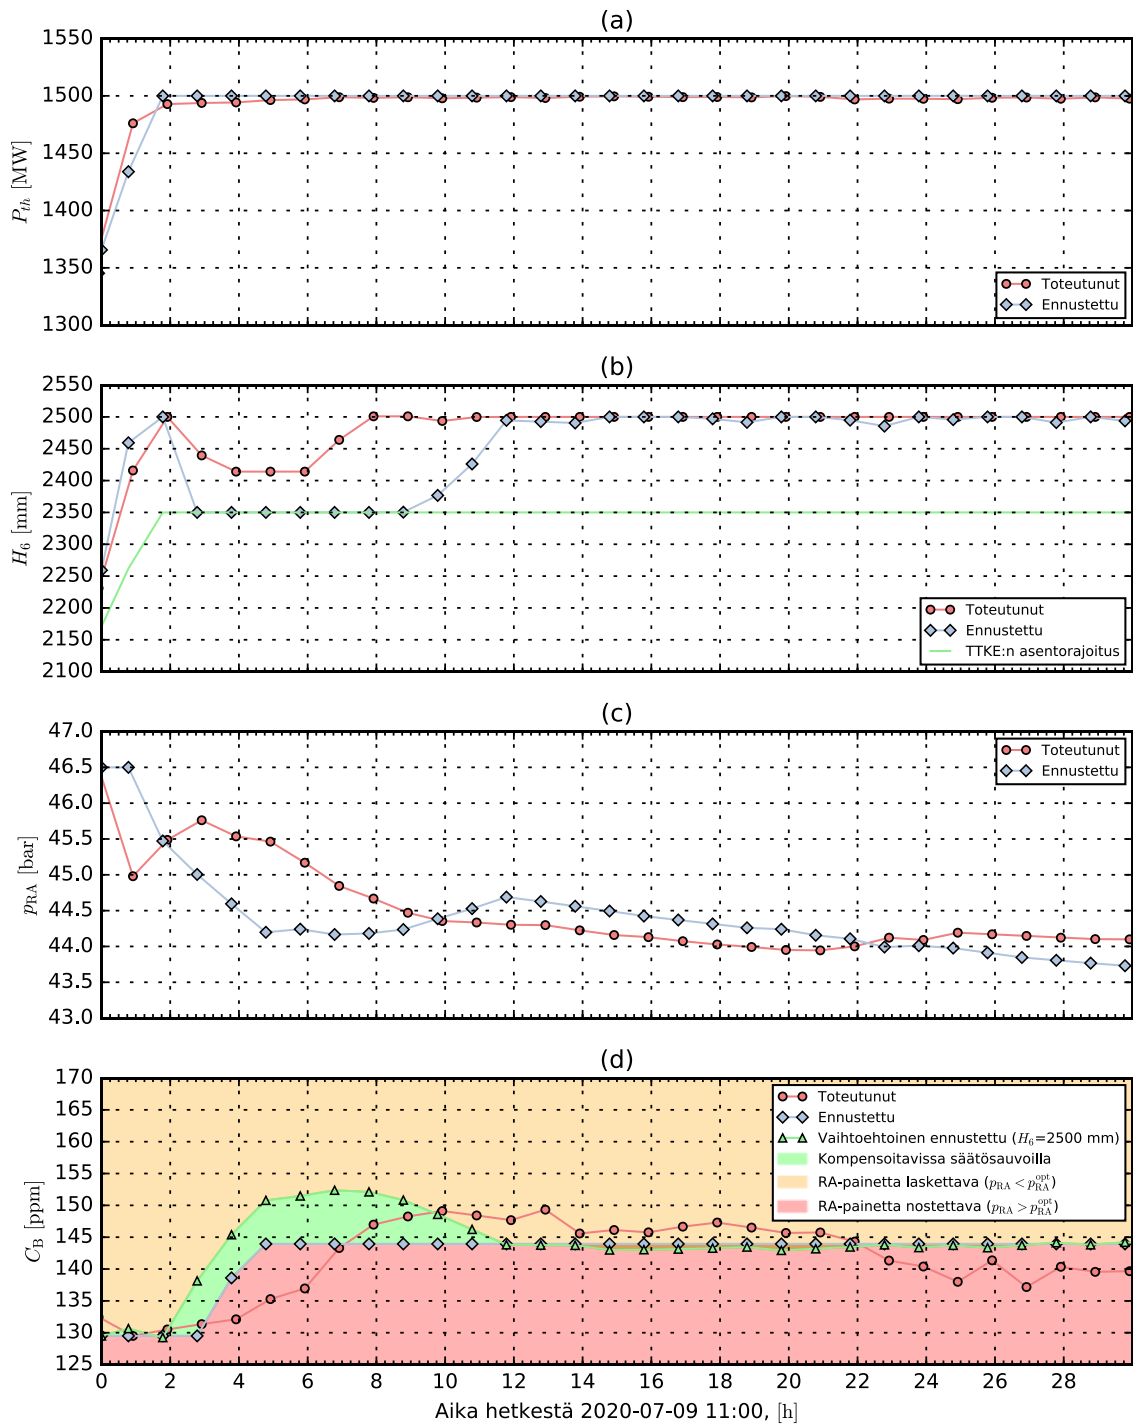 (a)
1550
1500
1450
1400
1350
1300
P_th [MW]
Toteutunut
Ennustettu
(b)
2550
2500
2450
2400
2350
2300
2250
2200
2150
2100
H_6 [mm]
Toteutunut
Ennustettu
TTKE:n asentorajoitus
(c)
47.0
46.5
46.0
45.5
45.0
44.5
44.0
43.5
43.0
p_RA [bar]
Toteutunut
Ennustettu
(d)
170
165
160
155
150
145
140
135
130
125
C_B [ppm]
Toteutunut
Ennustettu
Vaihtoehtoinen ennustettu (H_6=2500 mm)
Kompensoitavissa säätösauvoilla
RA-painetta laskettava (p_RA < p_RA^opt)
RA-painetta nostettava (p_RA > p_RA^opt)
0 2 4 6 8 10 12 14 16 18 20 22 24 26 28
Aika hetkestä 2020-07-09 11:00, [h]